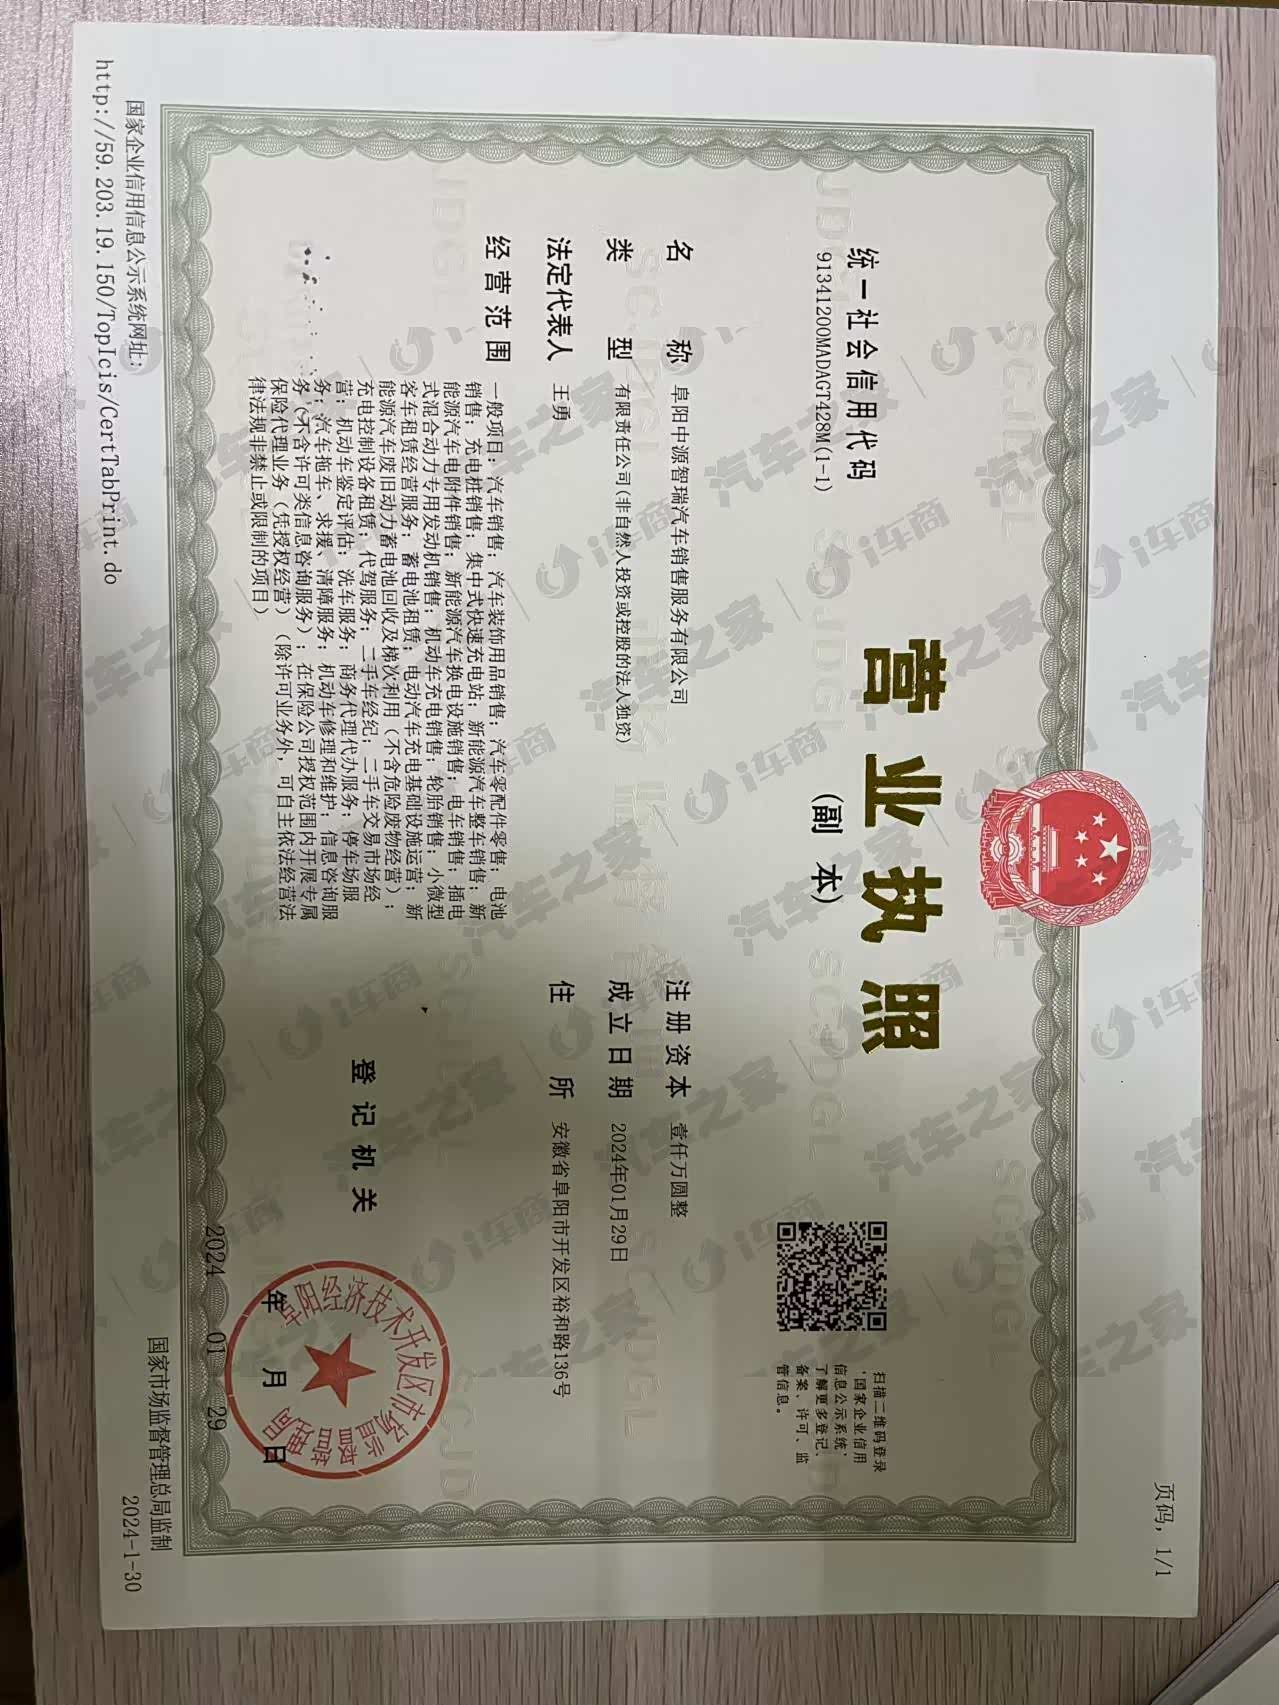 页码: 1/1
统一社会信用代码
91341200MADAGT428M(1-1)
营业执照
(副 本)
扫描二维码登录
'国家企业信用
信息公示系统'
了解更多登记、
备案、许可、监
管信息。
名 称 阜阳中源智瑞汽车销售服务有限公司
类 型 有限责任公司(非自然人投资或控股的法人独资)
法定代表人 王勇
经营范围 一般项目：汽车销售；汽车装饰用品销售；汽车零配件零售；电池
销售；充电桩销售；集中式快速充电站；新能源汽车整车销售；新
能源汽车电附件销售；新能源汽车换电设施销售；电车销售；插电
式混合动力专用发动机销售；机动车充电销售；轮胎销售；小微型
客车租赁经营服务；蓄电池租赁；电动汽车充电基础设施运营；新
能源汽车废旧动力蓄电池回收及梯次利用（不含危险废物经营）；
充电控制设备租赁；代驾服务；二手车经纪；二手车交易市场经
营；机动车鉴定评估；洗车服务；商务代理代办服务；停车场服
务；汽车拖车、求援、清障服务；机动车修理和维护；信息咨询服
务（不含许可类信息咨询服务）；在保险公司授权范围内开展专属
保险代理业务（凭授权经营）（除许可业务外，可自主依法经营法
律法规非禁止或限制的项目）
注册资本 壹仟万圆整
成立日期 2024年01月29日
住 所 安徽省阜阳市开发区裕和路136号
登记机关
阜阳经济技术开发区市场监督管理局
2024 年 01 月 29 日
国家企业信用信息公示系统网址:
http://59.203.19.150/TopIcis/CertTabPrint.do
国家市场监督管理总局监制
2024-1-30
汽车之家 | i车商